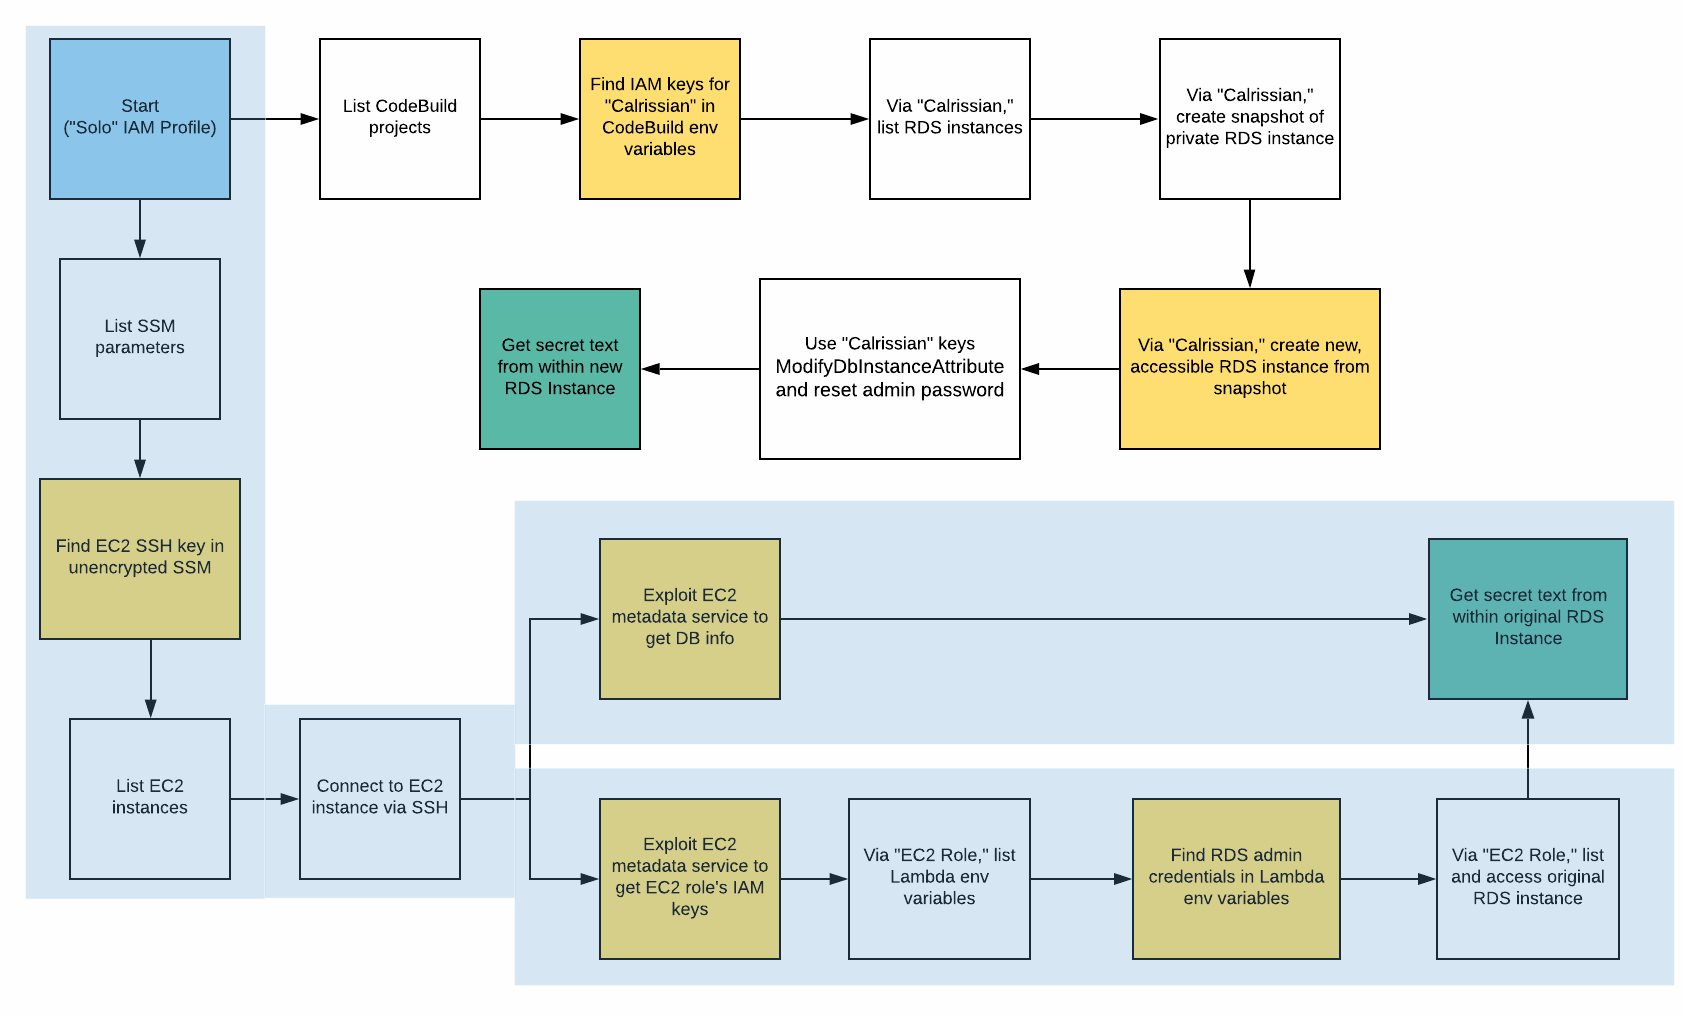 Start
("Solo" IAM Profile)
List CodeBuild
projects
Find IAM keys for
"Calrissian" in
CodeBuild env
variables
Via "Calrissian,"
list RDS instances
Via "Calrissian,"
create snapshot of
private RDS instance
List SSM
parameters
Get secret text
from within new
RDS Instance
Use "Calrissian" keys
ModifyDbInstanceAttribute
and reset admin password
Via "Calrissian," create new,
accessible RDS instance from
snapshot
Find EC2 SSH key in
unencrypted SSM
Exploit EC2
metadata service to
get DB info
Get secret text from
within original RDS
Instance
List EC2
instances
Connect to EC2
instance via SSH
Exploit EC2
metadata service to
get EC2 role's IAM
keys
Via "EC2 Role," list
Lambda env
variables
Find RDS admin
credentials in Lambda
env variables
Via "EC2 Role," list
and access original
RDS instance